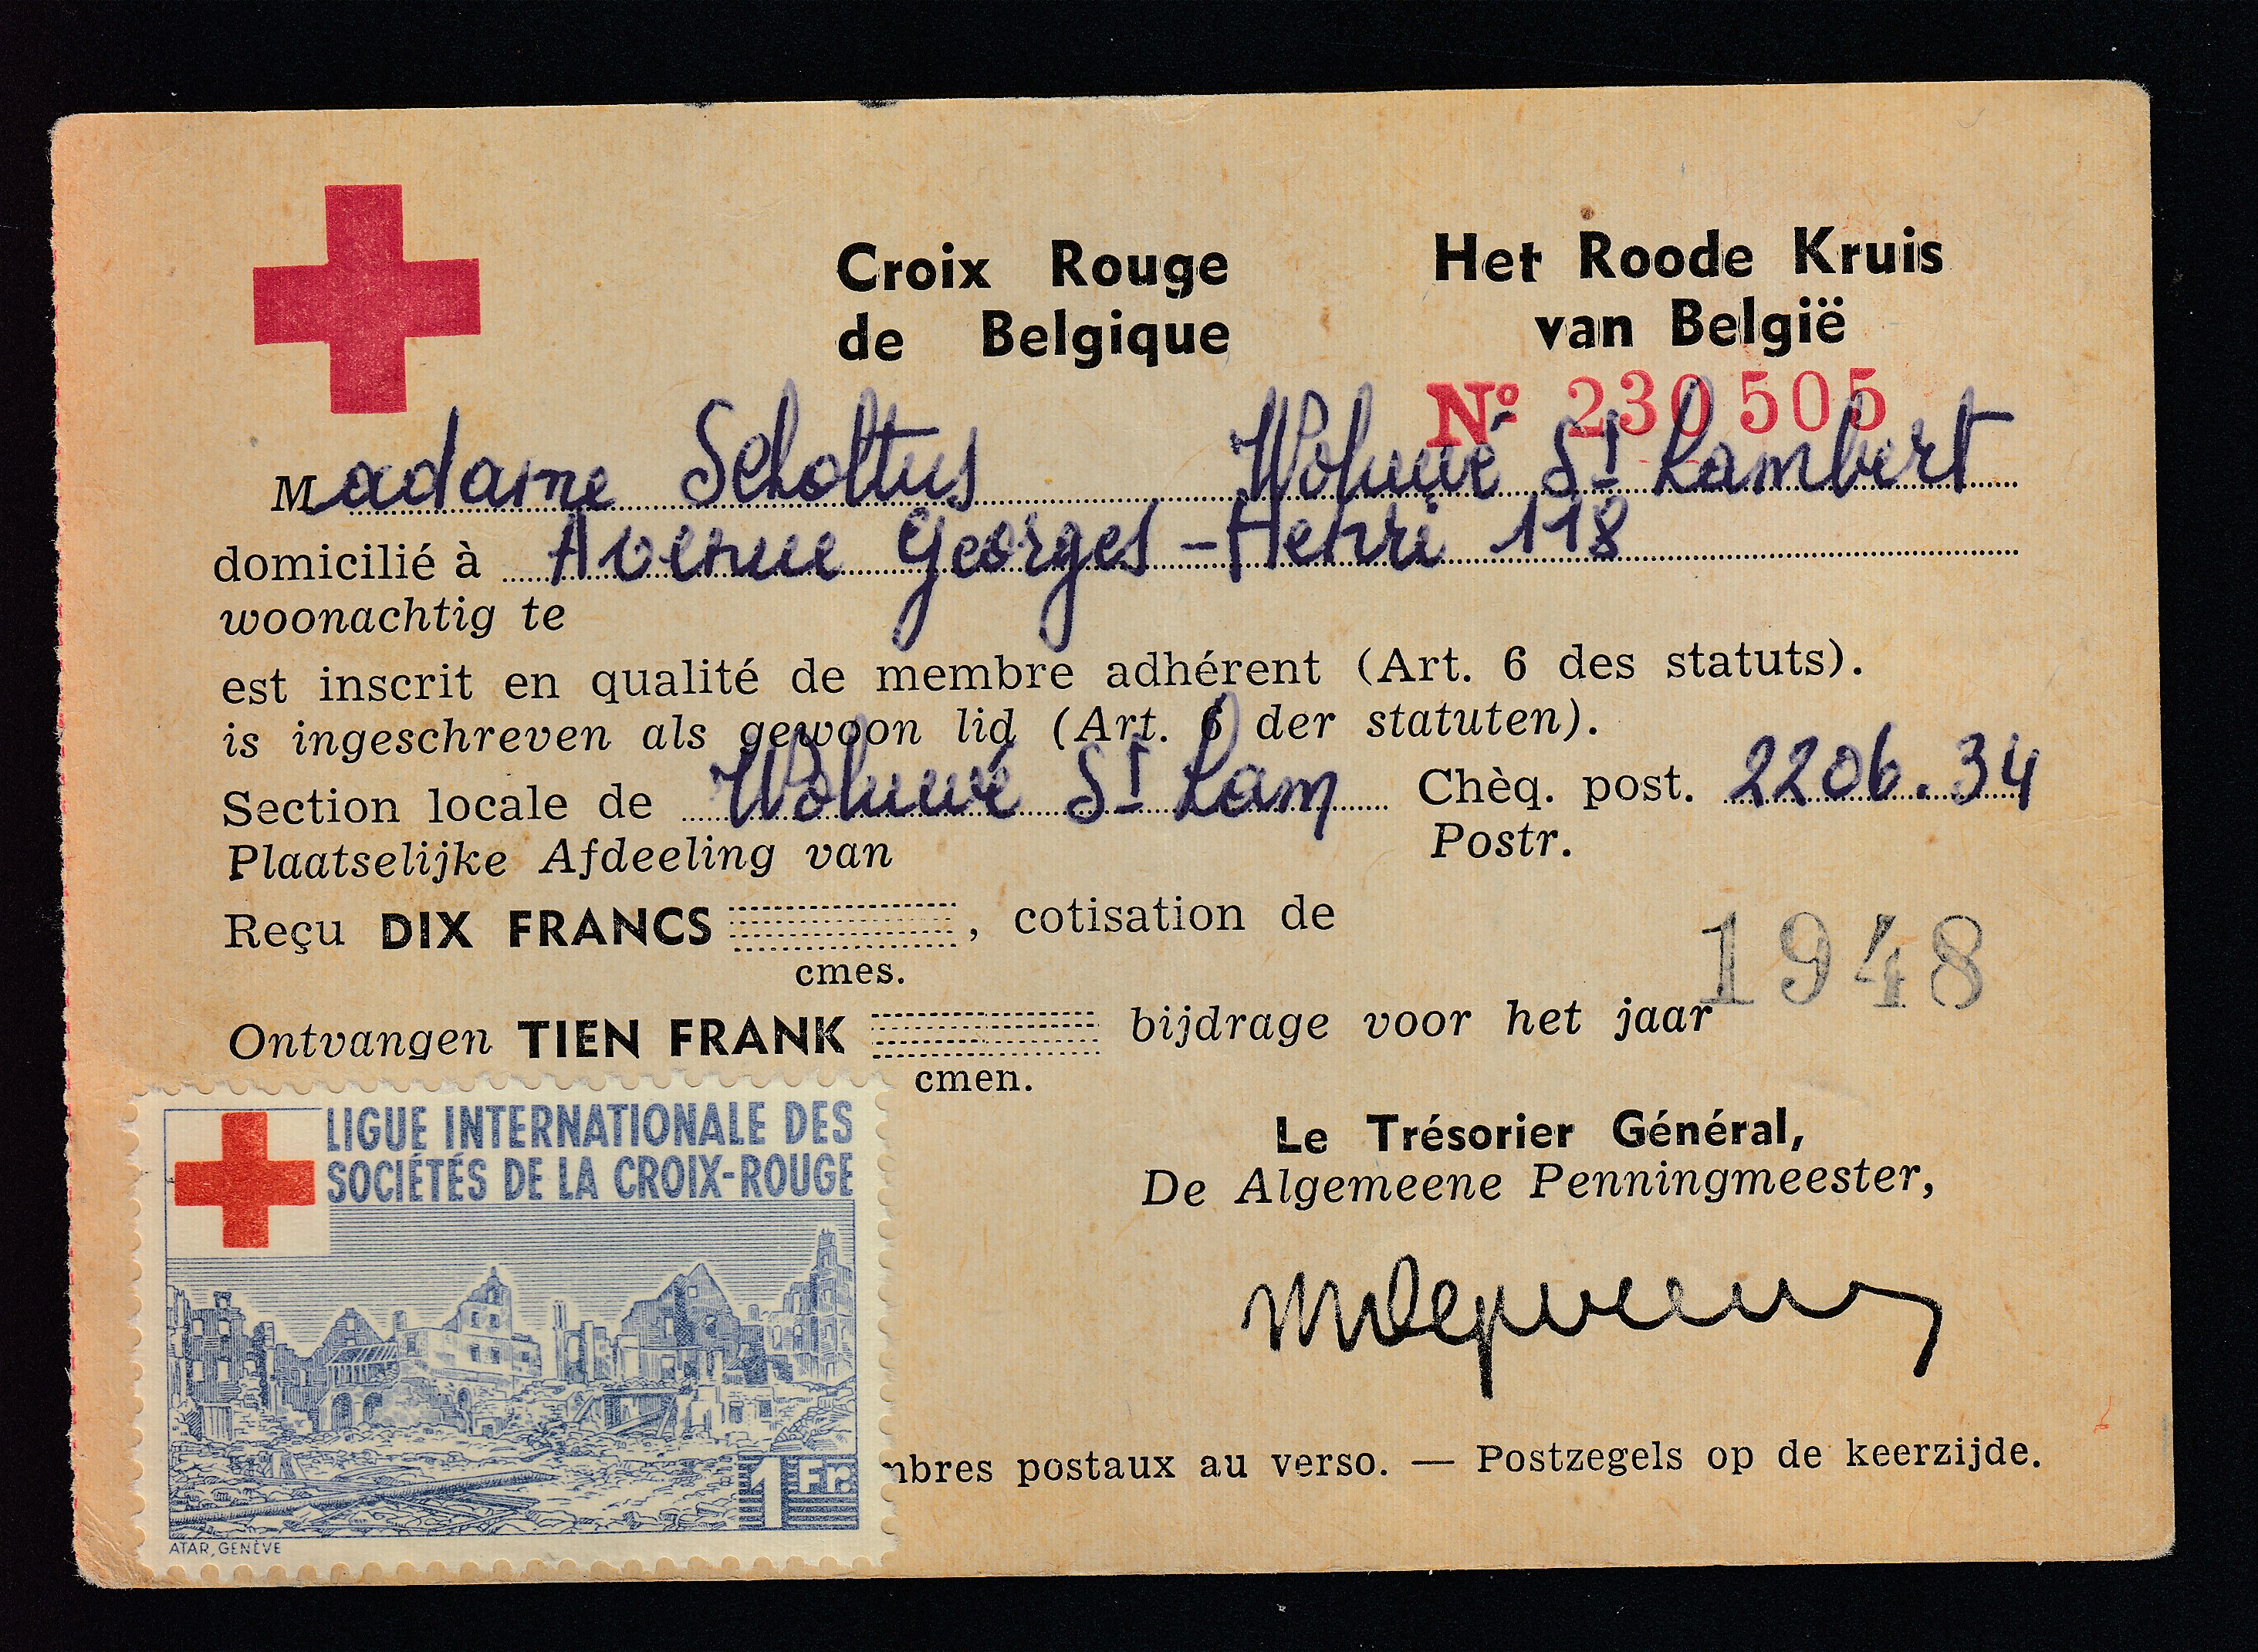 Croix Rouge
de Belgique
Het Roode Kruis
van België
Nº 230505
Madame Scholtus Woluwé St Lambert
domicilié à Avenue Georges-Henri 118
woonachtig te
est inscrit en qualité de membre adhérent (Art. 6 des statuts).
is ingeschreven als gewoon lid (Art. 6 der statuten).
Section locale de Woluwé St Lam Chèq. post. 2206.34
Plaatselijke Afdeeling van Postr.
Reçu DIX FRANCS , cotisation de
cmes.
1948
Ontvangen TIEN FRANK bijdrage voor het jaar
cmen.
LIGUE INTERNATIONALE DES
SOCIÉTÉS DE LA CROIX-ROUGE
1 Fr.
ATAR, GENÈVE
Le Trésorier Général,
De Algemeene Penningmeester,
mbres postaux au verso. — Postzegels op de keerzijde.